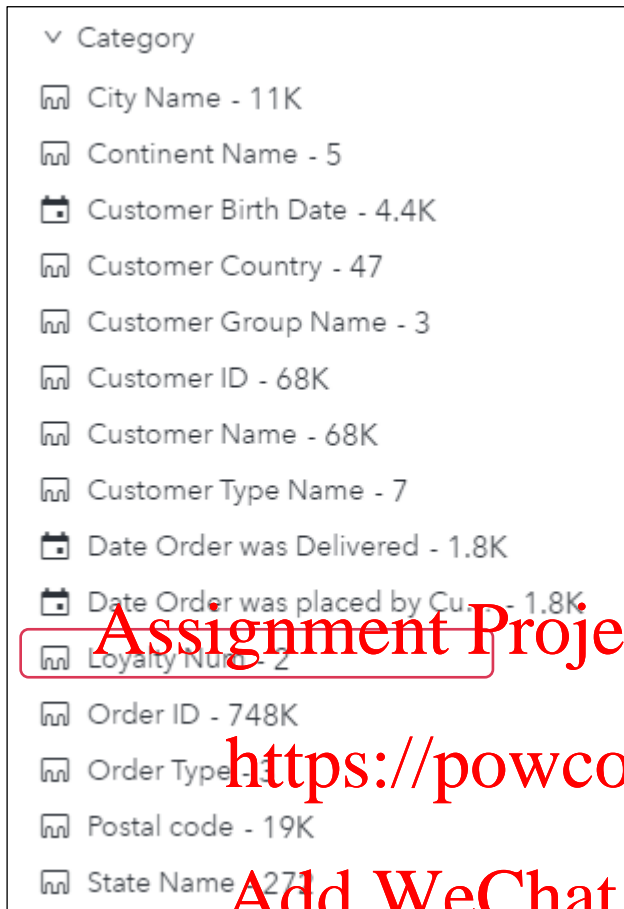 Category
City Name - 11K
Continent Name - 5
Customer Birth Date - 4.4K
Customer Country - 47
Customer Group Name - 3
Customer ID - 68K
Customer Name - 68K
Customer Type Name - 7
Date Order was Delivered - 1.8K
Date Order was placed by Cu... - 1.8K
Assignment Proje
Loyalty Num - 2
Order ID - 748K
Order Type - 3
https://powco
Postal code - 19K
State Name - 272
Add WeChat